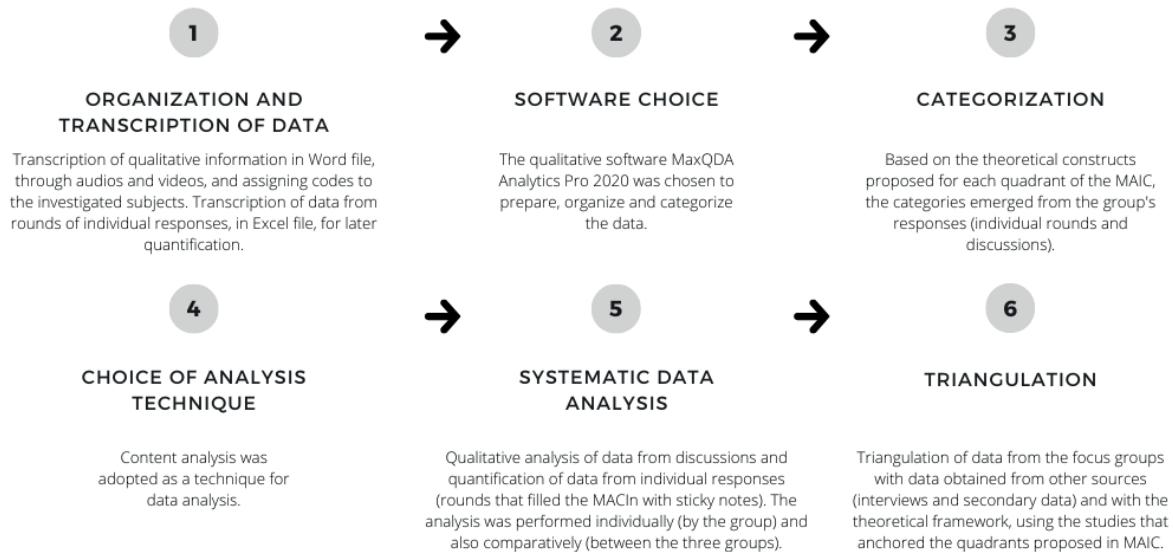 1
ORGANIZATION AND
TRANSCRIPTION OF DATA
Transcription of qualitative information in Word file,
through audios and videos, and assigning codes to
the investigated subjects. Transcription of data from
rounds of individual responses, in Excel file, for later
quantification.
2
SOFTWARE CHOICE
The qualitative software MaxQDA
Analytics Pro 2020 was chosen to
prepare, organize and categorize
the data.
3
CATEGORIZATION
Based on the theoretical constructs
proposed for each quadrant of the MAIC,
the categories emerged from the group's
responses (individual rounds and
discussions).
4
CHOICE OF ANALYSIS
TECHNIQUE
Content analysis was
adopted as a technique for
data analysis.
5
SYSTEMATIC DATA
ANALYSIS
Qualitative analysis of data from discussions and
quantification of data from individual responses
(rounds that filled the MACIn with sticky notes). The
analysis was performed individually (by the group) and
also comparatively (between the three groups).
6
TRIANGULATION
Triangulation of data from the focus groups
with data obtained from other sources
(interviews and secondary data) and with the
theoretical framework, using the studies that
anchored the quadrants proposed in MAIC.